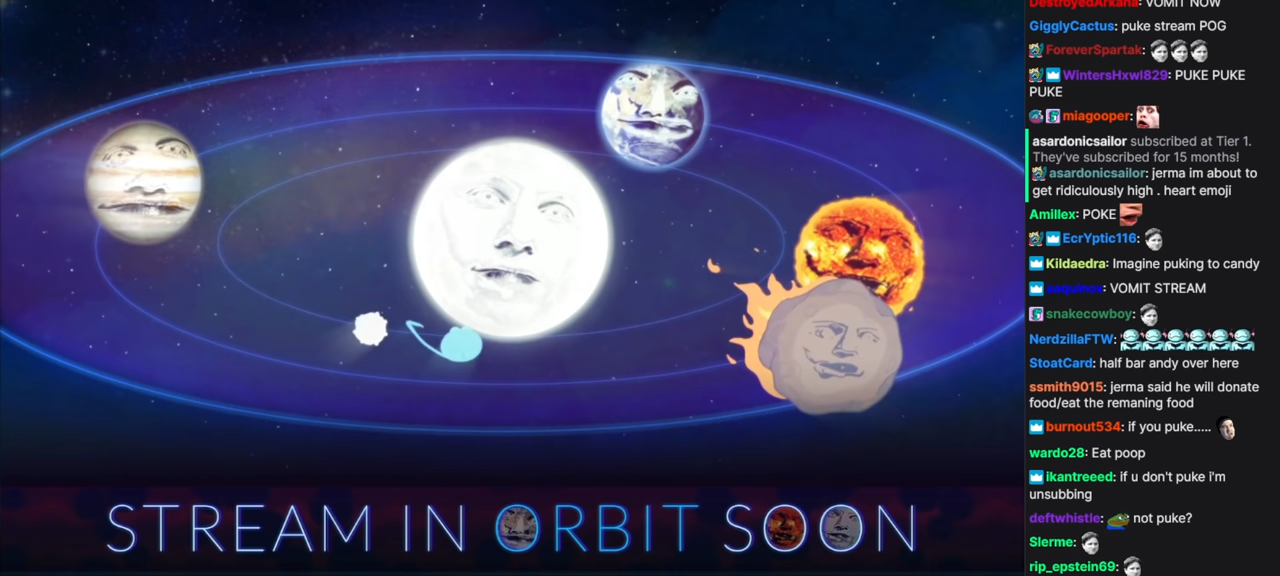 DestroyedArkana: VOMIT NOW
GigglyCactus: puke stream POG
ForeverSpartak:
WintersHxwl829: PUKE PUKE
PUKE
miagooper:
asardonicsailor subscribed at Tier 1.
They've subscribed for 15 months!
asardonicsailor: jerma im about to
get ridiculously high . heart emoji
Amillex: POKE
EcrYptic116:
Kildaedra: Imagine puking to candy
: VOMIT STREAM
snakecowboy:
NerdzillaFTW:
StoatCard: half bar andy over here
ssmith9015: jerma said he will donate
food/eat the remaning food
burnout534: if you puke.....
wardo28: Eat poop
ikantreeed: if u don't puke i'm
unsubbing
deftwhistle: not puke?
Slerme:
rip_epstein69:
STREAM IN ORBIT SOON